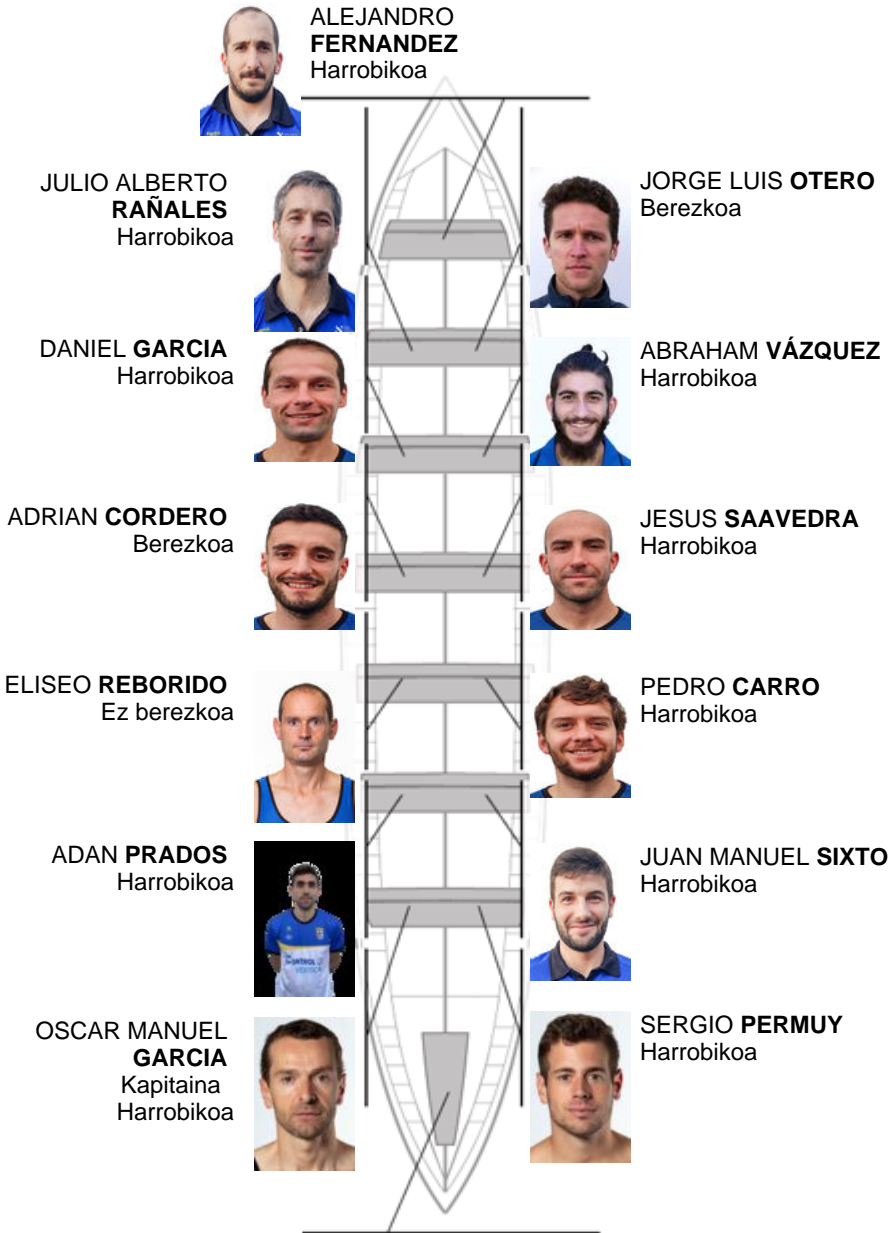 ALEJANDRO
FERNANDEZ
Harrobikoa
JULIO ALBERTO
RAÑALES
Harrobikoa
JORGE LUIS OTERO
Berezkoa
DANIEL GARCIA
Harrobikoa
ABRAHAM VÁZQUEZ
Harrobikoa
ADRIAN CORDERO
Berezkoa
JESUS SAAVEDRA
Harrobikoa
ELISEO REBORIDO
Ez berezkoa
PEDRO CARRO
Harrobikoa
ADAN PRADOS
Harrobikoa
JUAN MANUEL SIXTO
Harrobikoa
OSCAR MANUEL
GARCIA
Kapitaina
Harrobikoa
SERGIO PERMUY
Harrobikoa